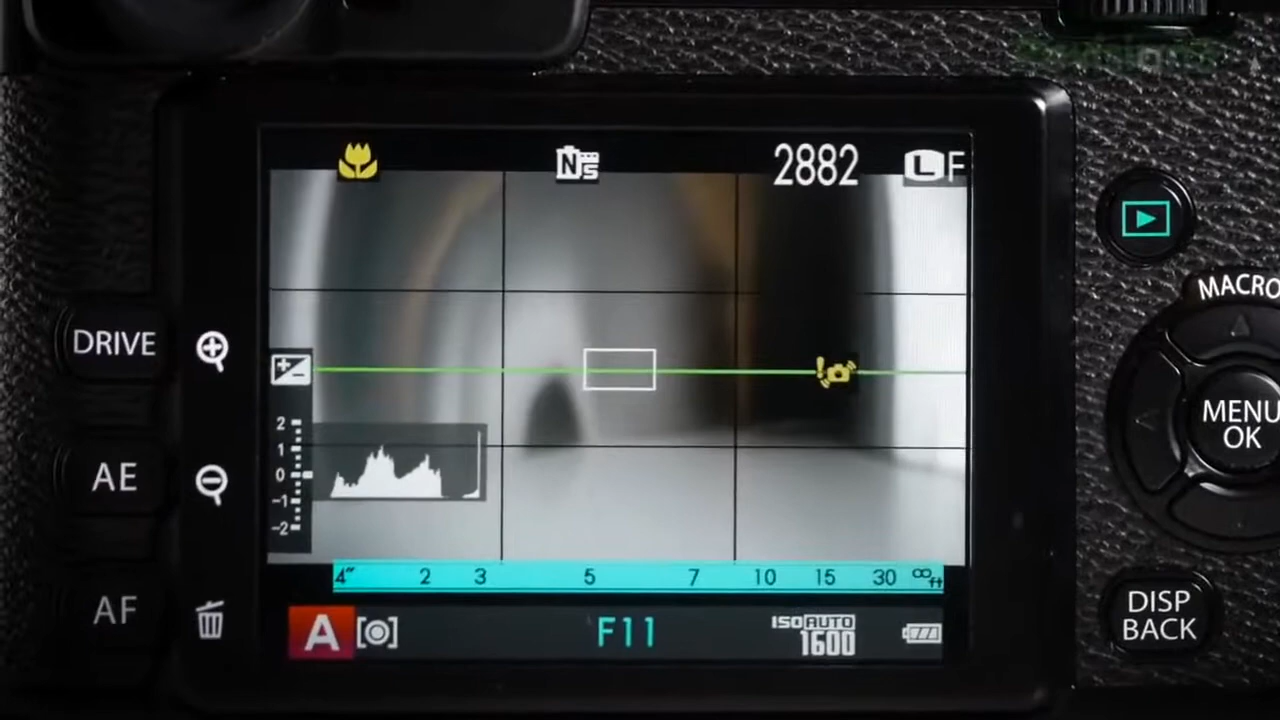 N S 2882 L F
MACRO
DRIVE
MENU
OK
2
1
0
-1
-2
AE
4" 2 3 5 7 10 15 30 ∞ ft
AF
DISP
BACK
A F11 ISO AUTO
1600